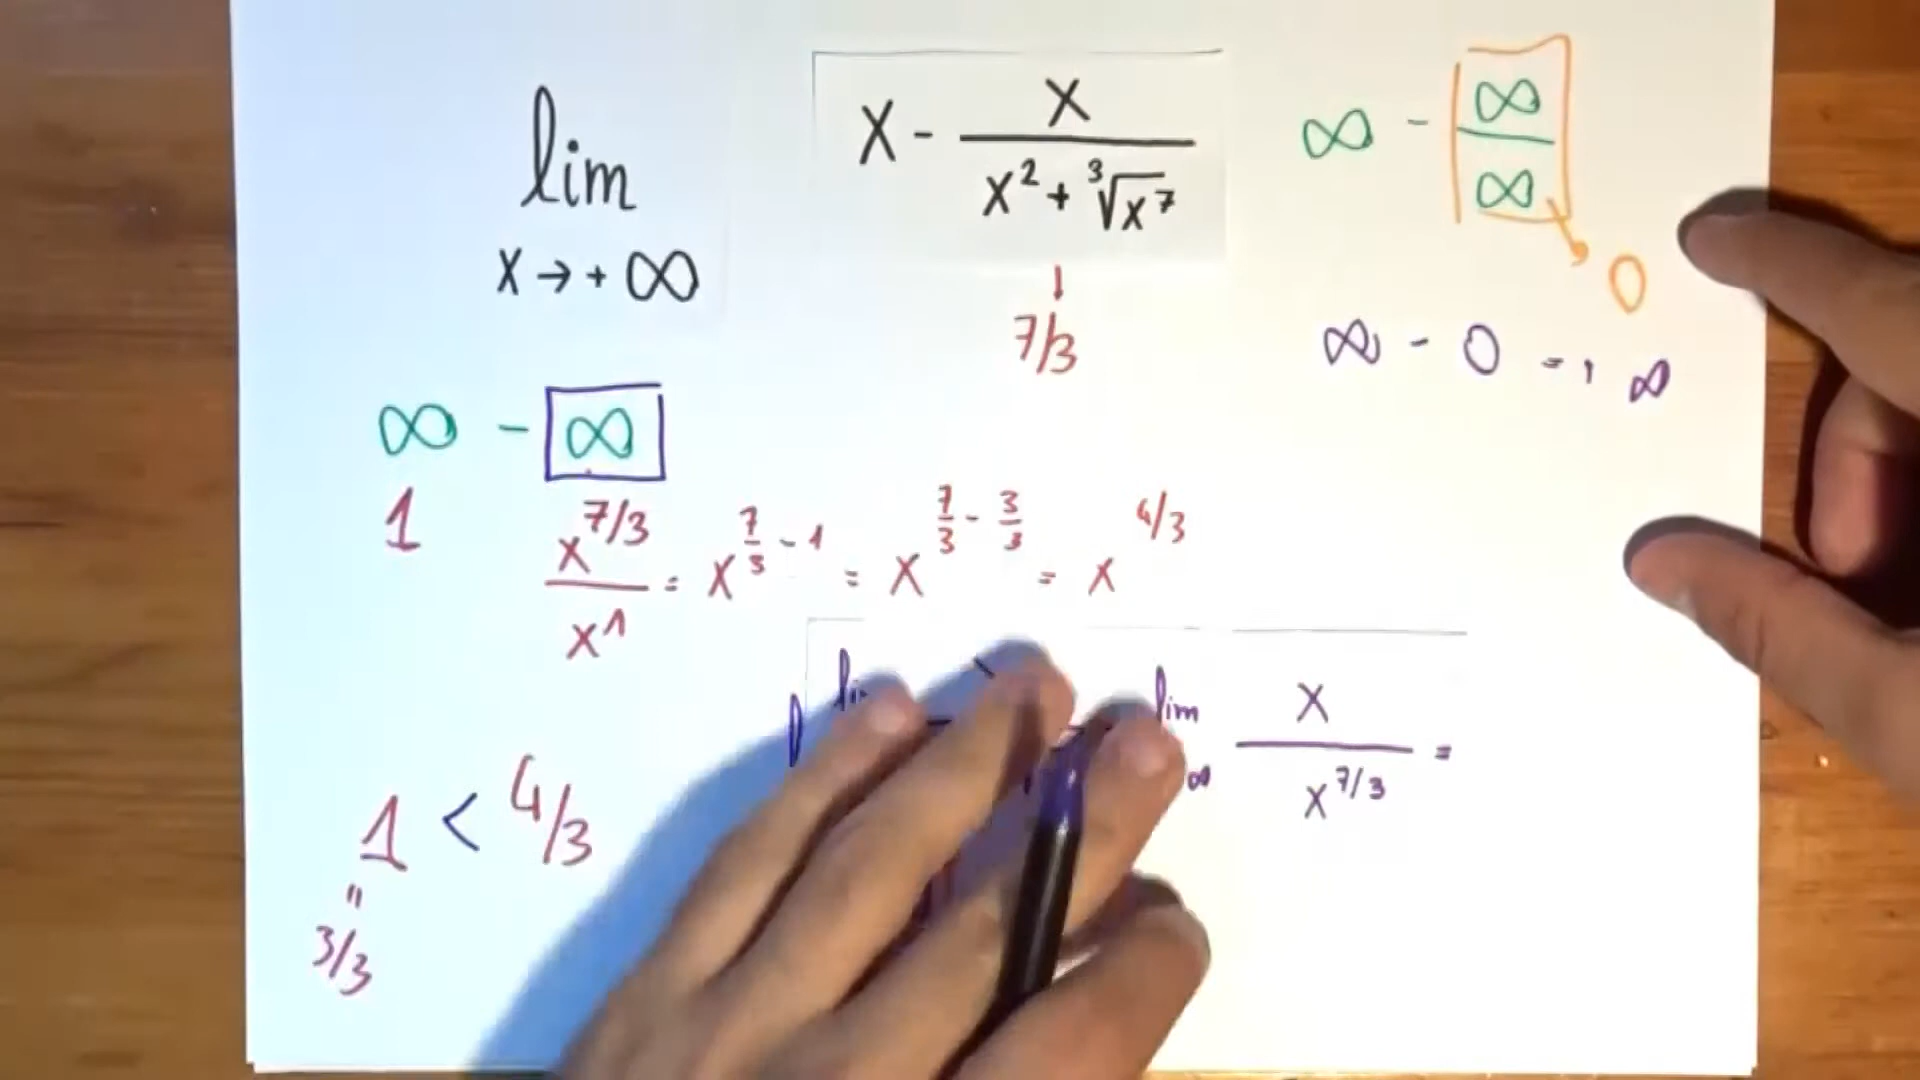 lim x→+∞ x - x / (x² + ³√x⁷)
7/3
∞ - ∞/∞
0
∞ - 0 = + ∞
∞ - ∞
1 x^7/3 / x^1 = x^(7/3 - 1) = x^(7/3 - 3/3) = x^4/3
lim x / x^7/3 =
∞
1 < 4/3
"
3/3